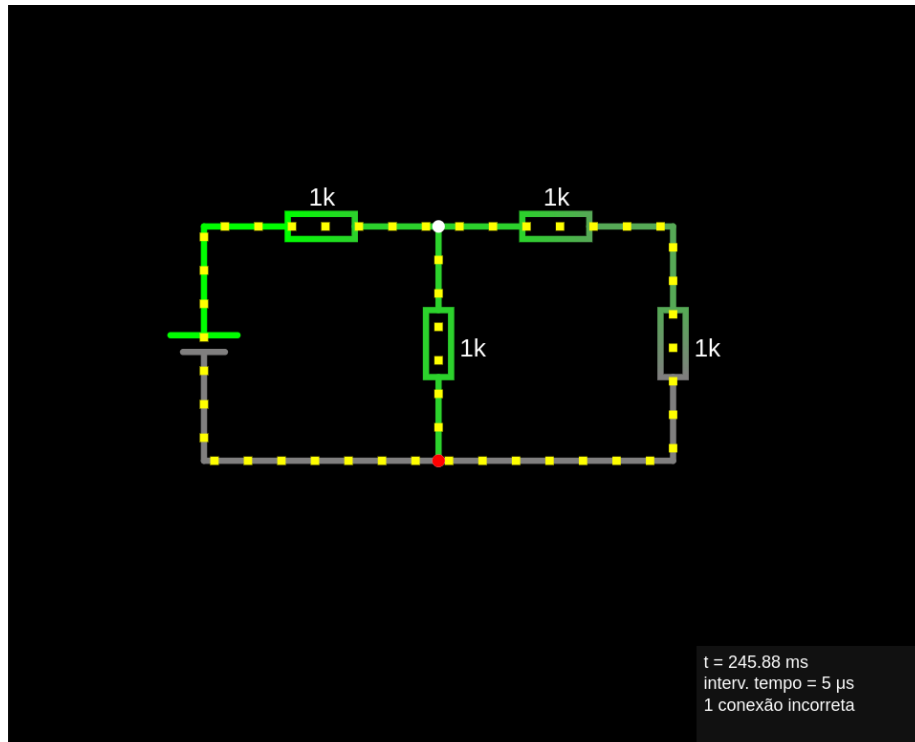 1k
1k
1k
1k
t = 245.88 ms
interv. tempo = 5 μs
1 conexão incorreta